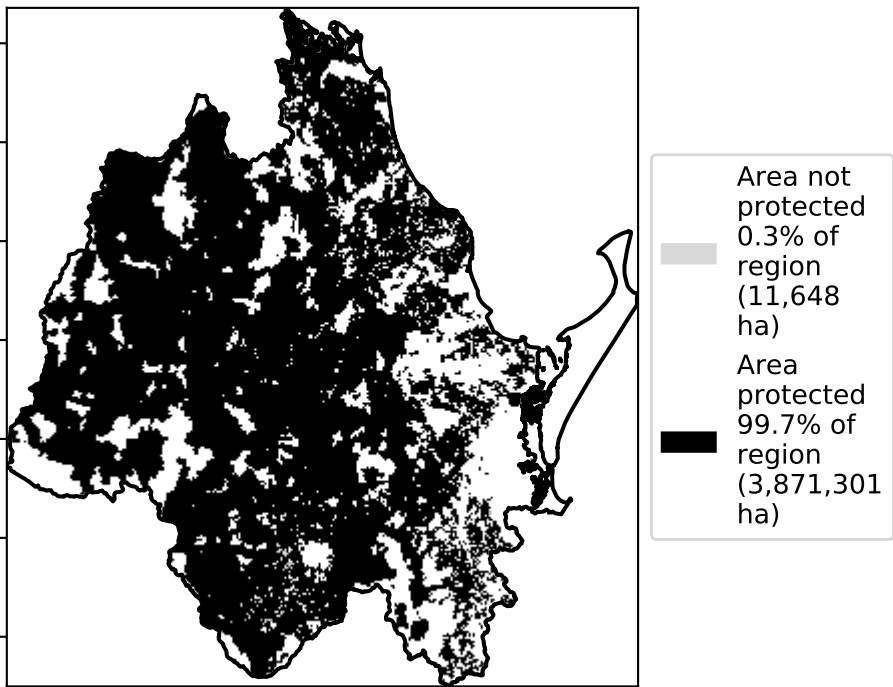 Area not
protected
0.3% of
region
(11,648
ha)
Area
protected
99.7% of
region
(3,871,301
ha)